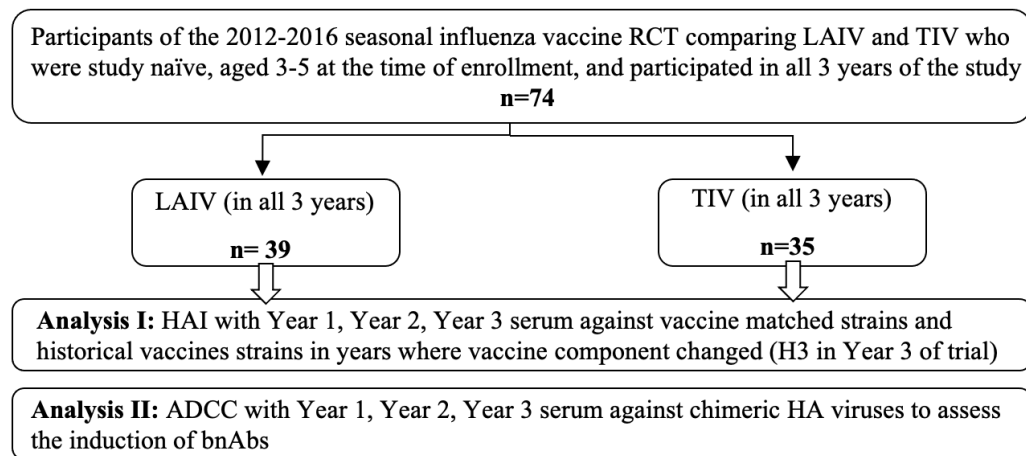 Participants of the 2012-2016 seasonal influenza vaccine RCT comparing LAIV and TIV who
were study naïve, aged 3-5 at the time of enrollment, and participated in all 3 years of the study
n=74
LAIV (in all 3 years)
n= 39
TIV (in all 3 years)
n=35
Analysis I: HAI with Year 1, Year 2, Year 3 serum against vaccine matched strains and
historical vaccines strains in years where vaccine component changed (H3 in Year 3 of trial)
Analysis II: ADCC with Year 1, Year 2, Year 3 serum against chimeric HA viruses to assess
the induction of bnAbs